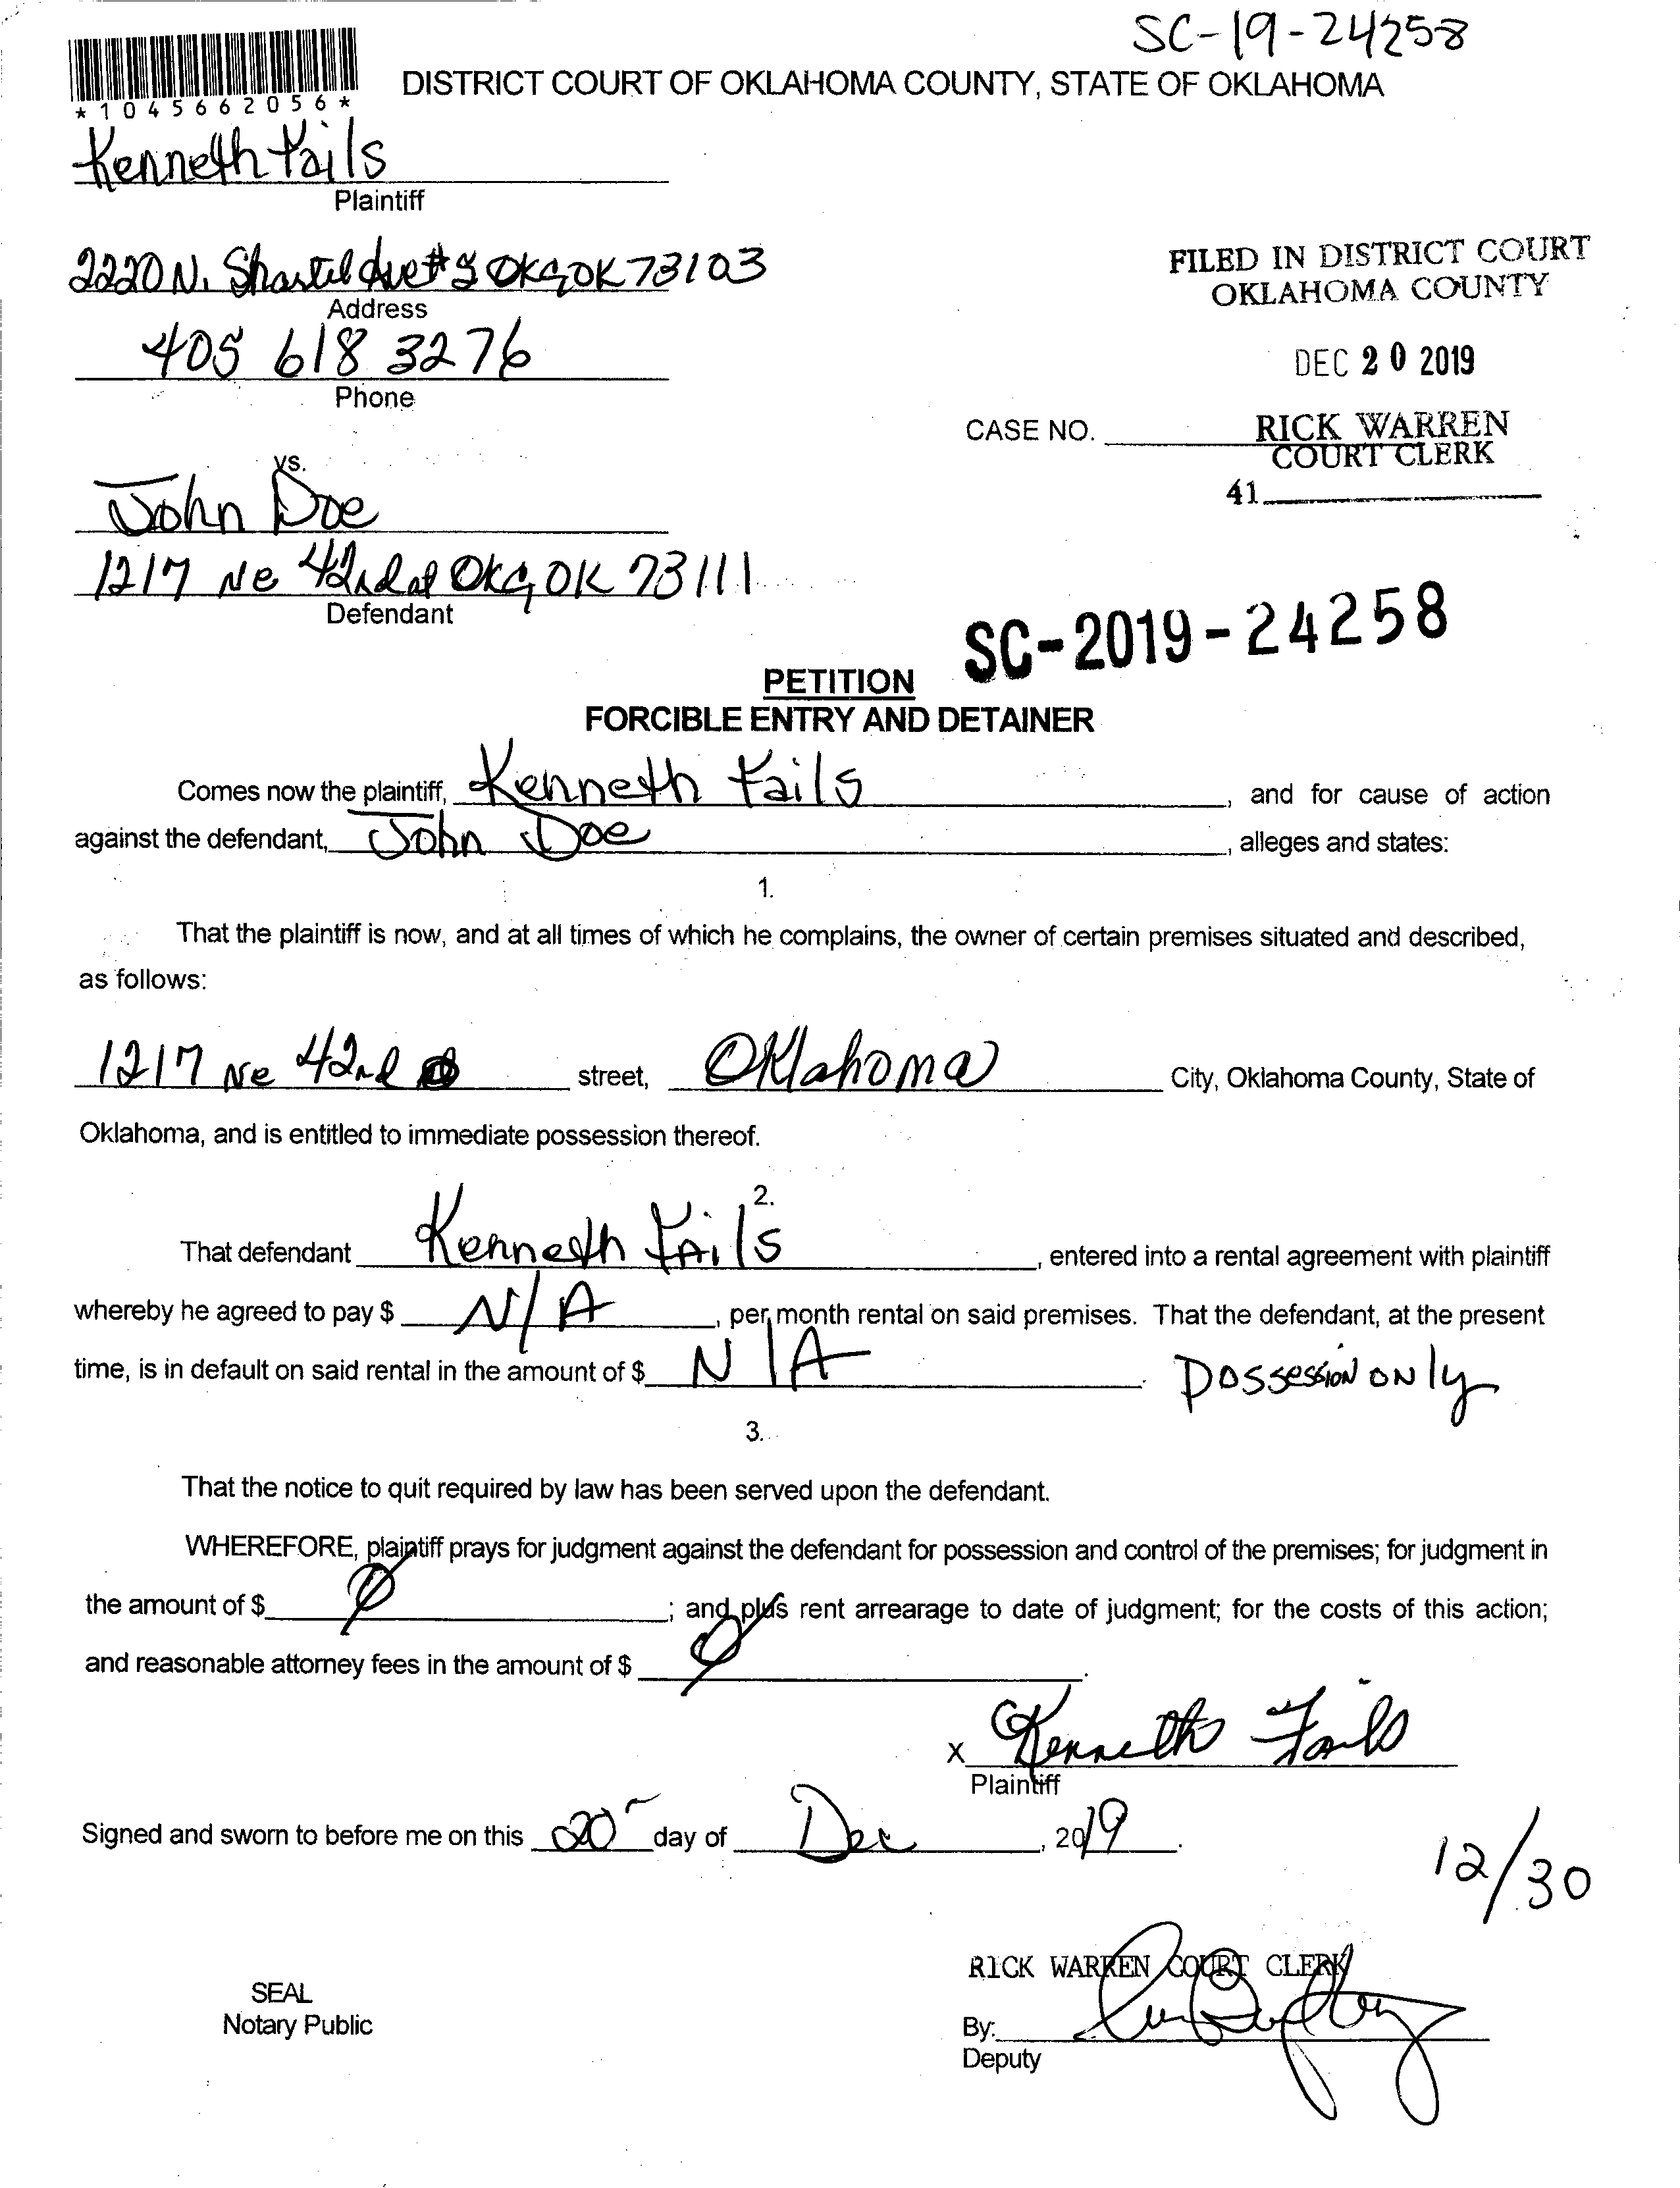 SC-19-24258
DISTRICT COURT OF OKLAHOMA COUNTY, STATE OF OKLAHOMA
*1045662056*
Kenneth Fails
Plaintiff
2220 N. Shartel Ave # OKC OK 73103
Address
405 618 3276
Phone
FILED IN DISTRICT COURT
OKLAHOMA COUNTY
DEC 20 2019
CASE NO.
RICK WARREN
COURT CLERK
41
vs.
John Doe
1217 Ne 42nd st OKC, OK 73111
Defendant
SC-2019-24258
PETITION
FORCIBLE ENTRY AND DETAINER
Comes now the plaintiff, Kenneth Fails, and for cause of action
against the defendant, John Doe, alleges and states:
1.
That the plaintiff is now, and at all times of which he complains, the owner of certain premises situated and described,
as follows:
1217 Ne 42nd street, Oklahoma City, Oklahoma County, State of
Oklahoma, and is entitled to immediate possession thereof.
2.
That defendant Kenneth Fails, entered into a rental agreement with plaintiff
whereby he agreed to pay $ N/A, per month rental on said premises. That the defendant, at the present
time, is in default on said rental in the amount of $ N/A. Possession only
3.
That the notice to quit required by law has been served upon the defendant.
WHEREFORE, plaintiff prays for judgment against the defendant for possession and control of the premises; for judgment in
the amount of $ Ø; and plus rent arrearage to date of judgment; for the costs of this action;
and reasonable attorney fees in the amount of $ Ø.
x Kenneth Fails
Plaintiff
Signed and sworn to before me on this 20 day of Dec, 2019.
12/30
RICK WARREN COURT CLERK
SEAL
Notary Public
By:
Deputy